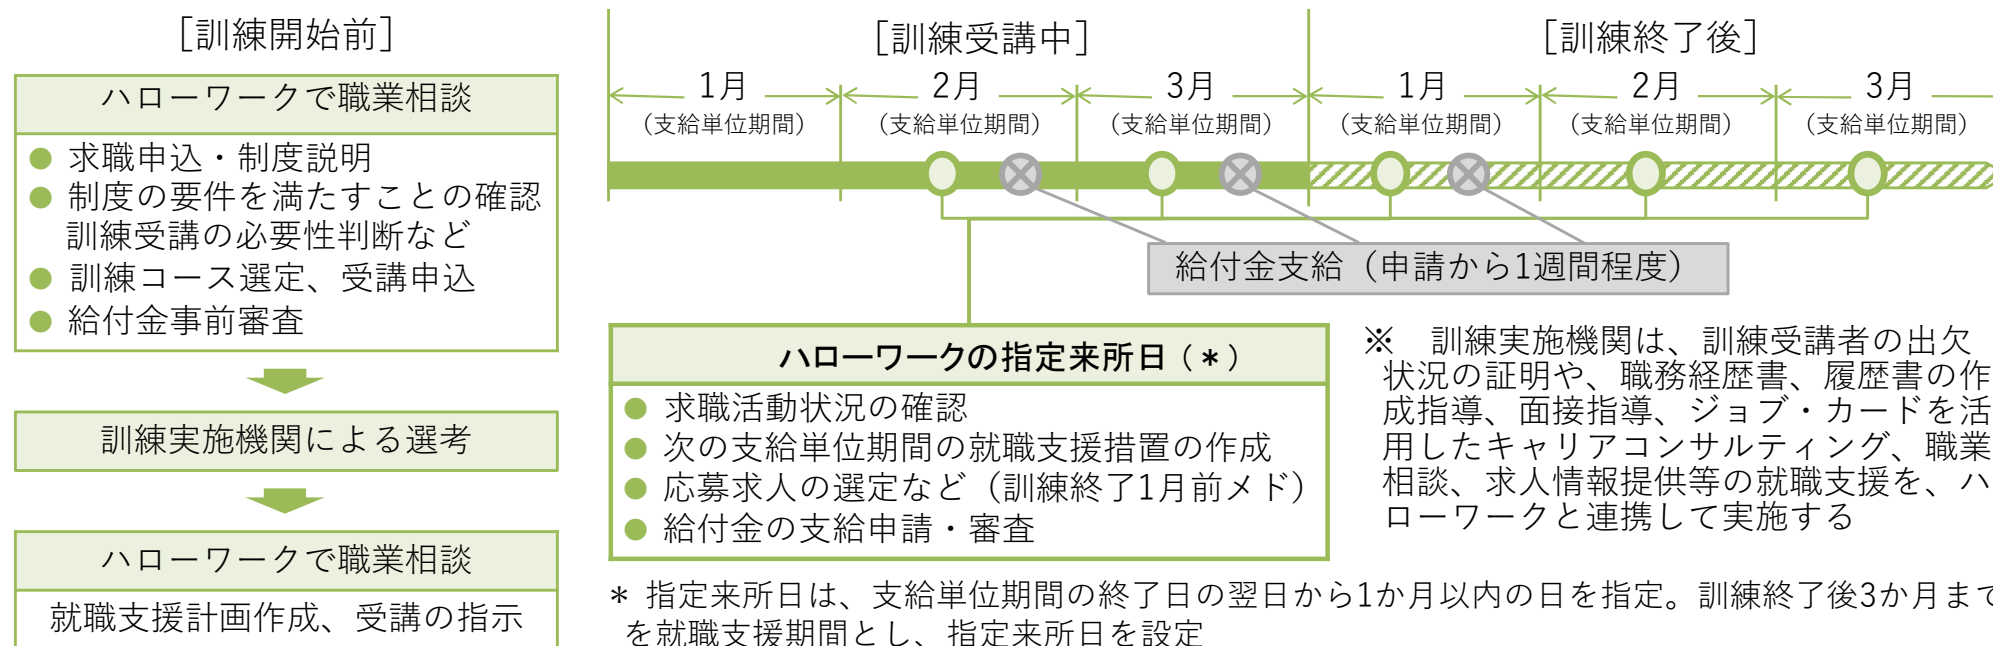 ［訓練開始前］
ハローワークで職業相談
● 求職申込・制度説明
● 制度の要件を満たすことの確認
訓練受講の必要性判断など
● 訓練コース選定、受講申込
● 給付金事前審査
訓練実施機関による選考
ハローワークで職業相談
就職支援計画作成、受講の指示
［訓練受講中］
［訓練終了後］
1月 2月 3月 1月 2月 3月
（支給単位期間） （支給単位期間） （支給単位期間） （支給単位期間） （支給単位期間） （支給単位期間）
給付金支給（申請から1週間程度）
ハローワークの指定来所日（＊）
● 求職活動状況の確認
● 次の支給単位期間の就職支援措置の作成
● 応募求人の選定など（訓練終了1月前メド）
● 給付金の支給申請・審査
※ 訓練実施機関は、訓練受講者の出欠
状況の証明や、職務経歴書、履歴書の作
成指導、面接指導、ジョブ・カードを活
用したキャリアコンサルティング、職業
相談、求人情報提供等の就職支援を、ハ
ローワークと連携して実施する
＊ 指定来所日は、支給単位期間の終了日の翌日から1か月以内の日を指定。訓練終了後3か月まで
を就職支援期間とし、指定来所日を設定